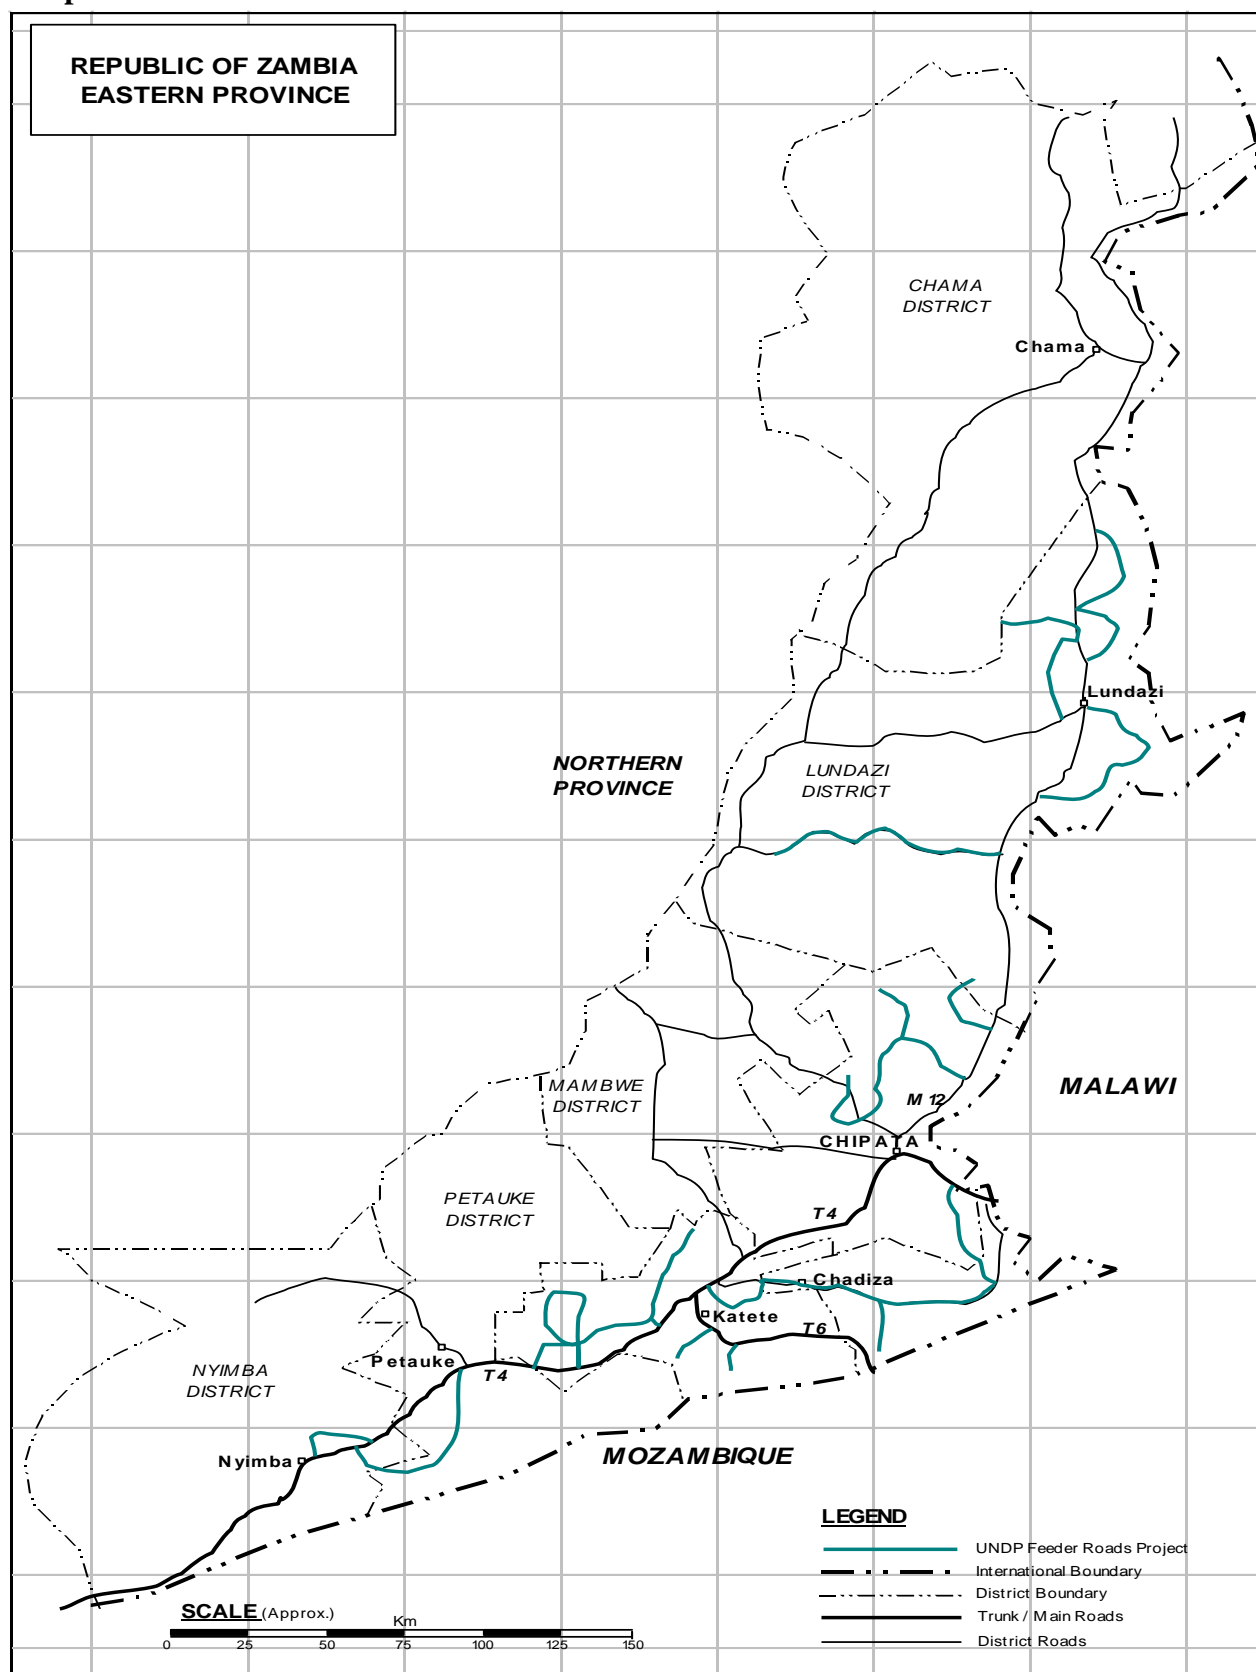 REPUBLIC OF ZAMBIA
EASTERN PROVINCE
CHAMA
DISTRICT
Chama
Lundazi
NORTHERN
PROVINCE
LUNDAZI
DISTRICT
MAMBWE
DISTRICT
MALAWI
M 12
CHIPATA
PETAUKE
DISTRICT
T4
Chadiza
Katete
T6
Petauke
T4
NYIMBA
DISTRICT
Nyimba
MOZAMBIQUE
LEGEND
UNDP Feeder Roads Project
International Boundary
District Boundary
Trunk / Main Roads
District Roads
SCALE (Approx.)
Km
0 25 50 75 100 125 150